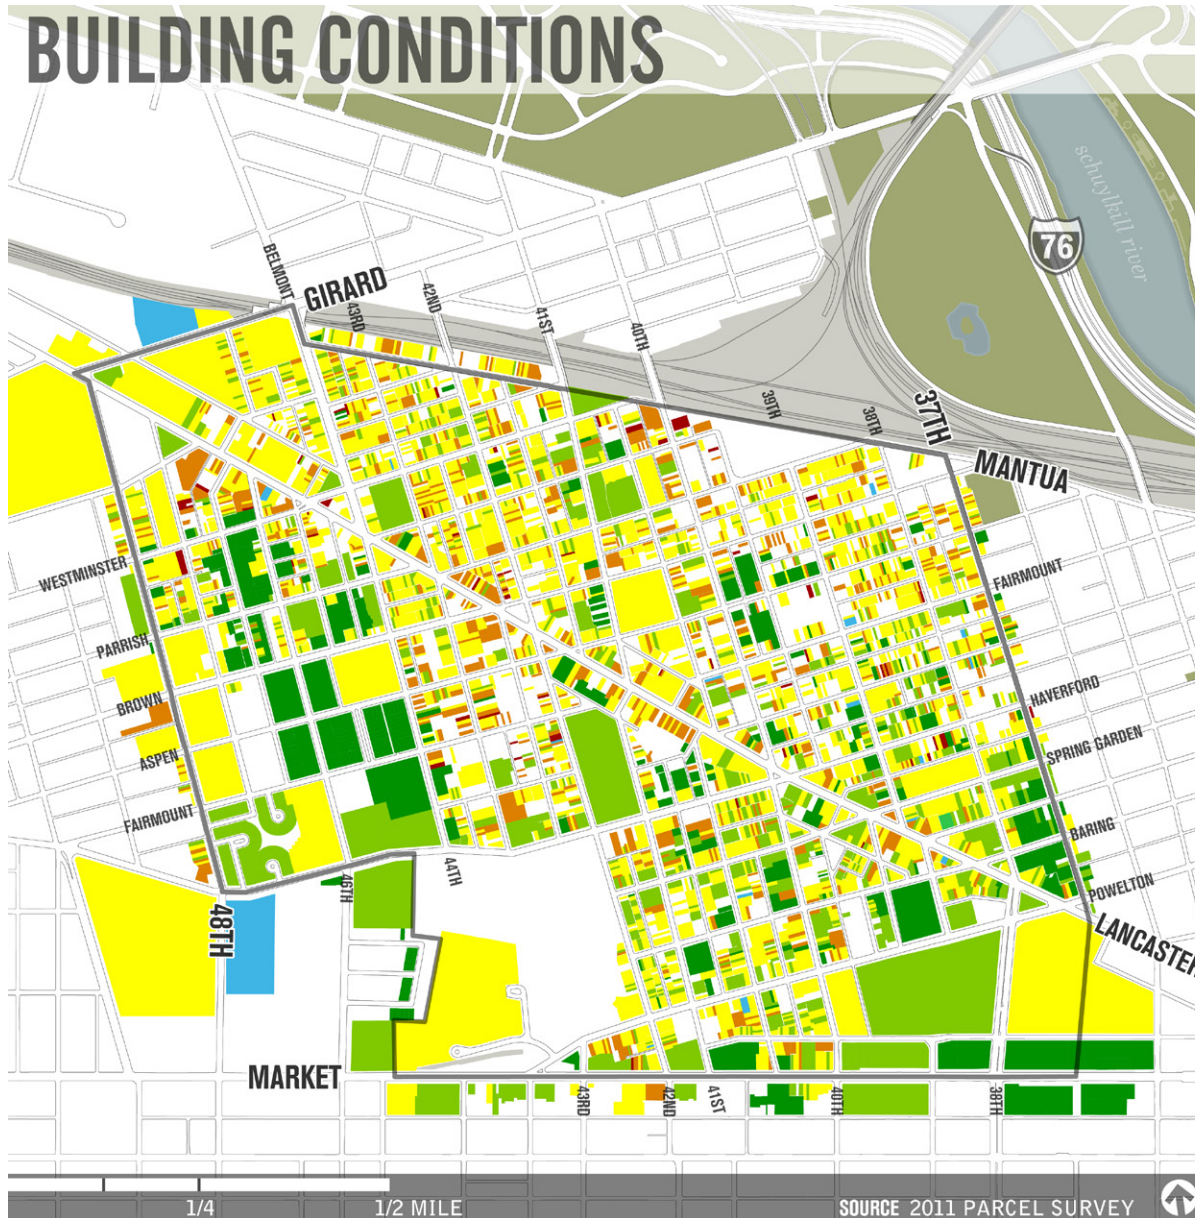 BUILDING CONDITIONS
schuylkill river
76
BELMONT
GIRARD
43RD
42ND
41ST
40TH
39TH
38TH
37TH
MANTUA
WESTMINSTER
FAIRMOUNT
PARRISH
BROWN
HAVERFORD
ASPEN
SPRING GARDEN
FAIRMOUNT
BARING
44TH
46TH
POWELTON
48TH
LANCASTER
MARKET
43RD
42ND
41ST
40TH
38TH
1/4
1/2 MILE
SOURCE 2011 PARCEL SURVEY